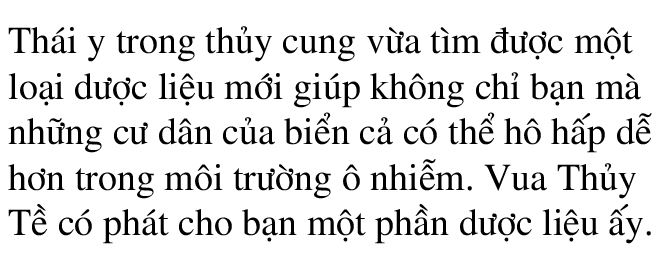 Thái y trong thủy cung vừa tìm được một
loại dược liệu mới giúp không chỉ bạn mà
những cư dân của biển cả có thể hô hấp dễ
hơn trong môi trường ô nhiễm. Vua Thủy
Tề có phát cho bạn một phần dược liệu ấy.